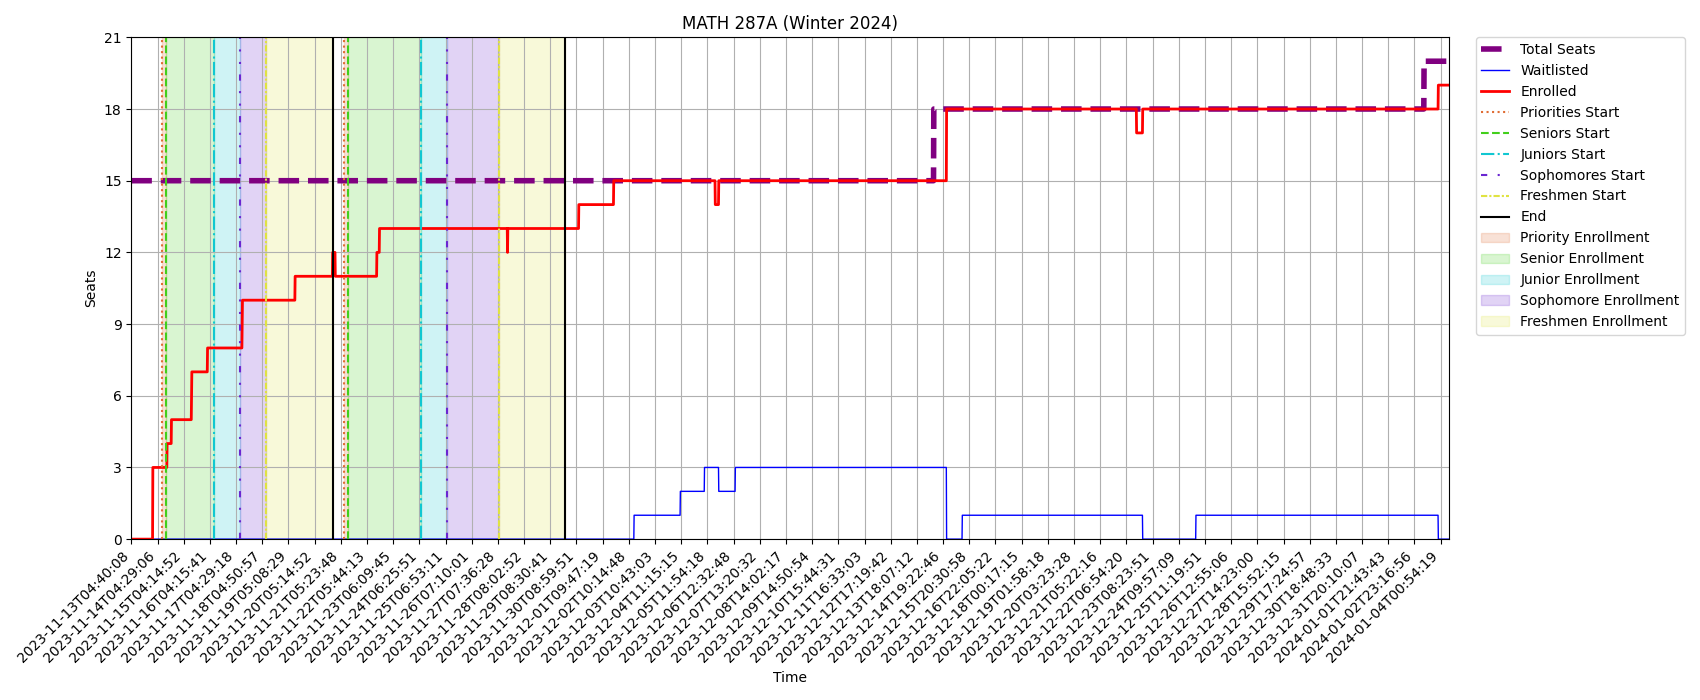 MATH 287A (Winter 2024)
21
18
15
12
9
6
3
0
Seats
2023-11-13T04:40:08
2023-11-14T04:29:06
2023-11-15T04:14:52
2023-11-16T04:15:41
2023-11-17T04:29:18
2023-11-18T04:50:57
2023-11-19T05:08:29
2023-11-20T05:14:52
2023-11-21T05:23:48
2023-11-22T05:44:13
2023-11-23T06:09:45
2023-11-24T06:25:51
2023-11-25T06:53:11
2023-11-26T07:10:01
2023-11-27T07:36:28
2023-11-28T08:02:52
2023-11-29T08:30:41
2023-11-30T08:59:51
2023-12-01T09:47:19
2023-12-02T10:14:48
2023-12-03T10:43:03
2023-12-04T11:15:15
2023-12-05T11:54:18
2023-12-06T12:32:48
2023-12-07T13:20:32
2023-12-08T14:02:17
2023-12-09T14:50:54
2023-12-10T15:44:31
2023-12-11T16:33:03
2023-12-12T17:19:42
2023-12-13T18:07:12
2023-12-14T19:22:46
2023-12-15T20:30:58
2023-12-16T22:05:22
2023-12-18T00:17:15
2023-12-19T01:58:18
2023-12-20T03:23:28
2023-12-21T05:22:16
2023-12-22T06:54:20
2023-12-23T08:23:51
2023-12-24T09:57:09
2023-12-25T11:19:51
2023-12-26T12:55:06
2023-12-27T14:23:00
2023-12-28T15:52:15
2023-12-29T17:24:57
2023-12-30T18:48:33
2023-12-31T20:10:07
2024-01-01T21:43:43
2024-01-02T23:16:56
2024-01-04T00:54:19
Time
Total Seats
Waitlisted
Enrolled
Priorities Start
Seniors Start
Juniors Start
Sophomores Start
Freshmen Start
End
Priority Enrollment
Senior Enrollment
Junior Enrollment
Sophomore Enrollment
Freshmen Enrollment